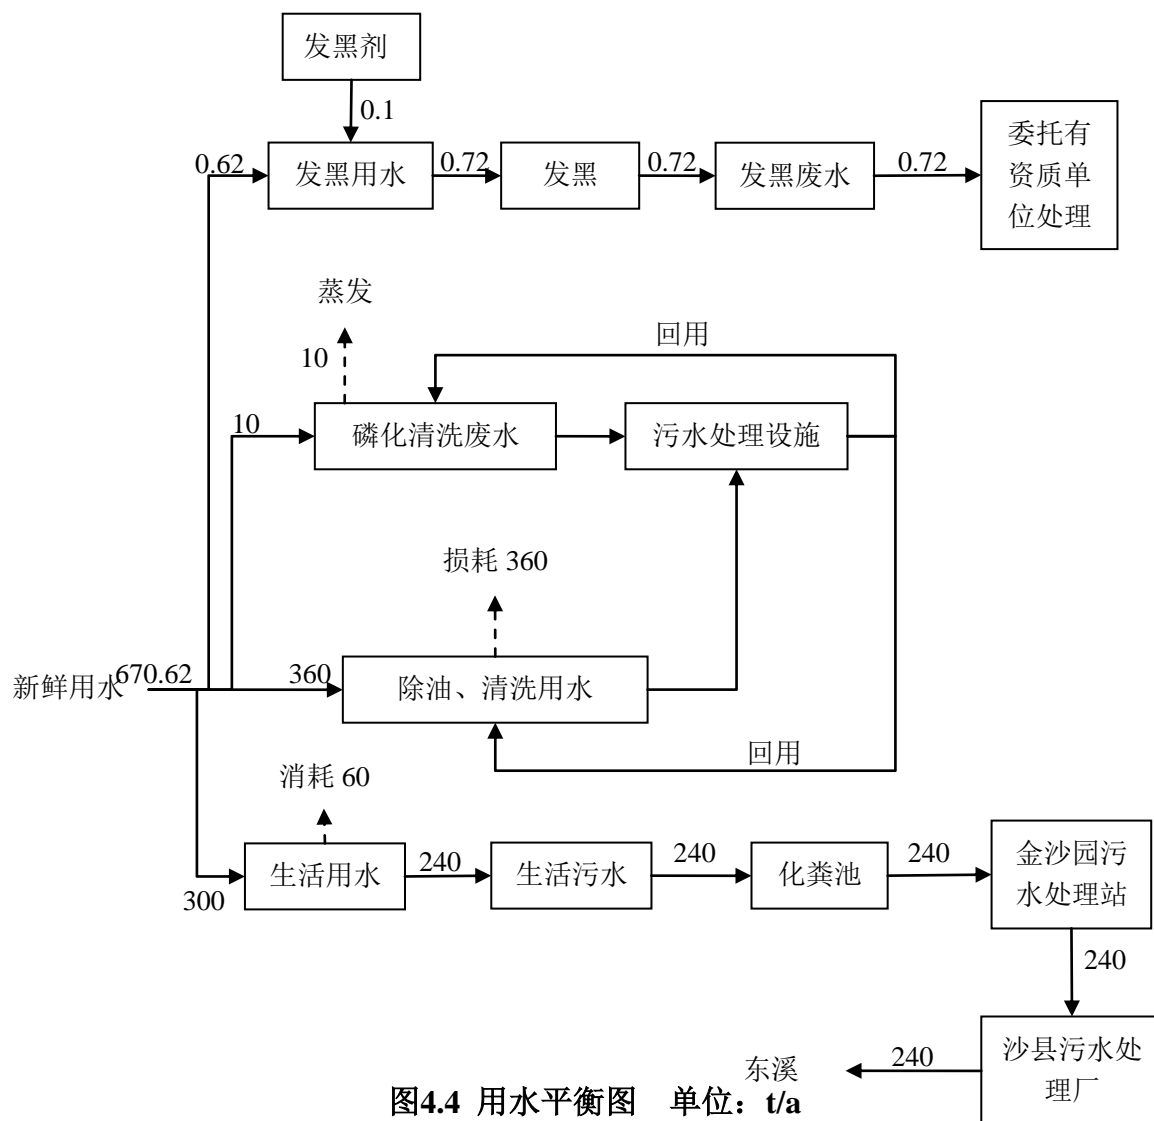 发黑剂
0.1
0.62
发黑用水
0.72
发黑
0.72
发黑废水
0.72
委托有
资质单
位处理
蒸发
10
回用
10
磷化清洗废水
污水处理设施
损耗 360
新鲜用水
670.62
360
除油、清洗用水
回用
消耗 60
300
生活用水
240
生活污水
240
化粪池
240
金沙园污
水处理站
240
沙县污水处
理厂
240
东溪
图4.4 用水平衡图 单位：t/a